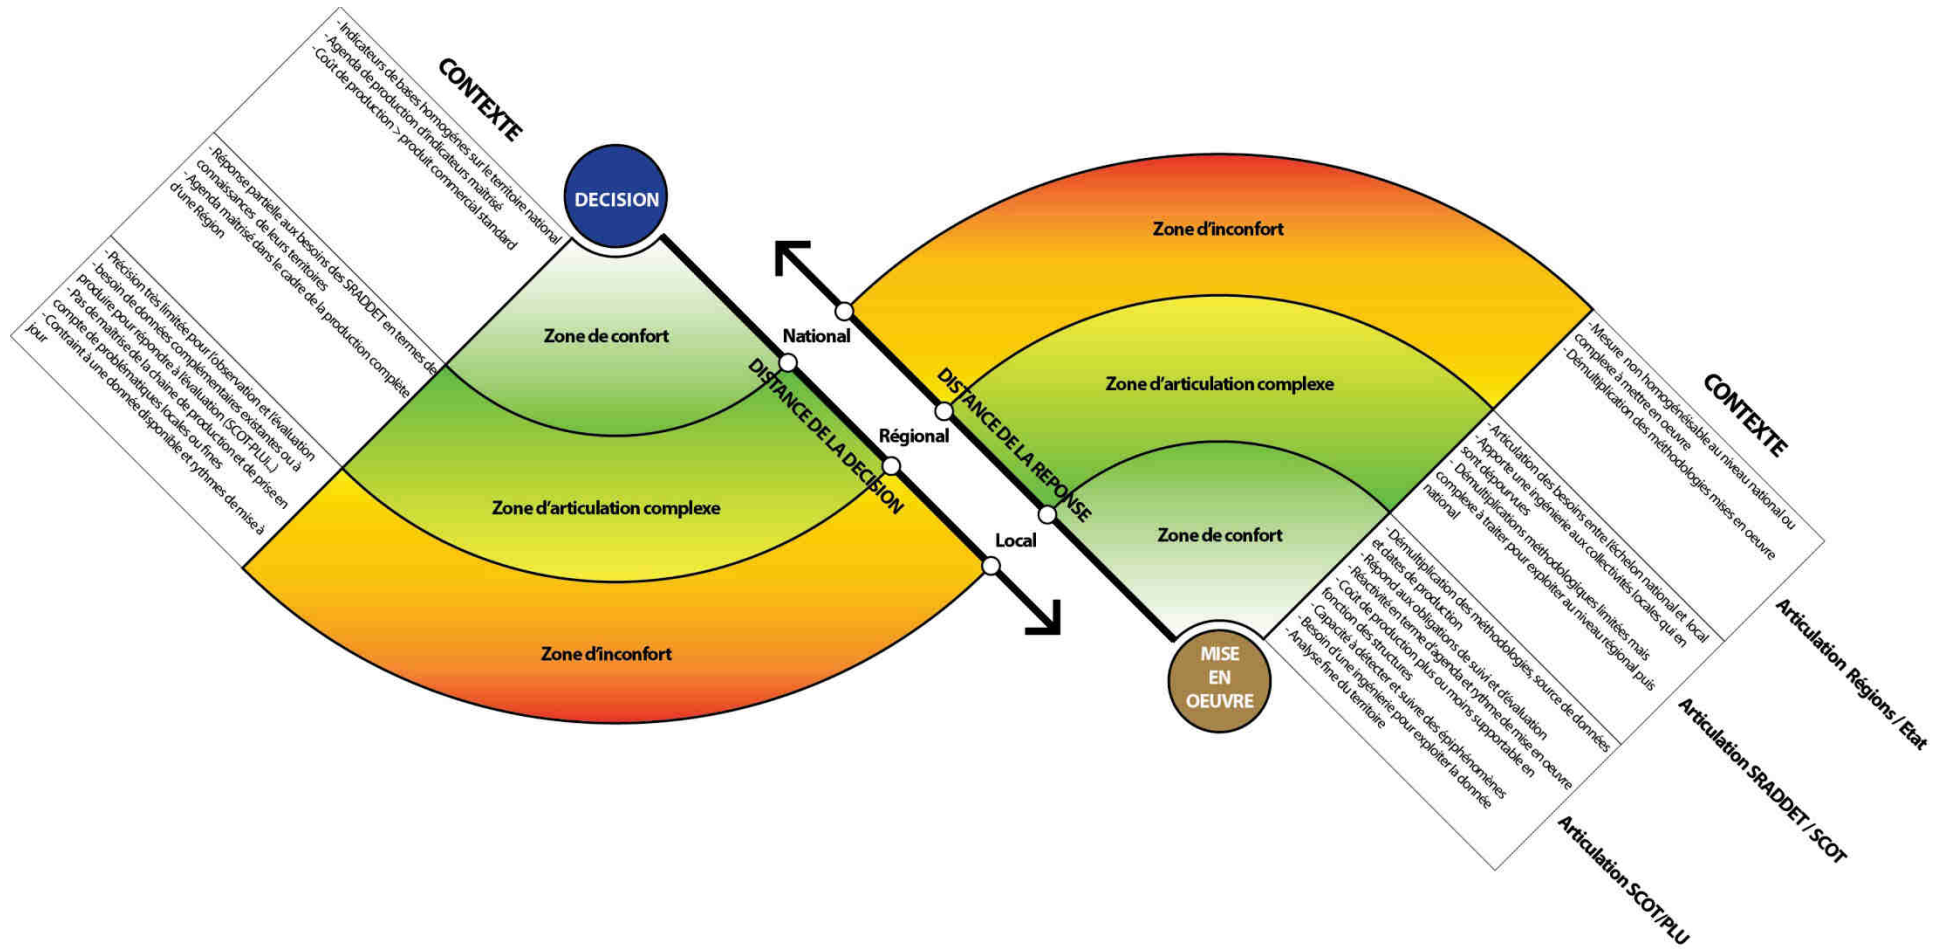 CONTEXTE
- Indicateurs de bases homogénes sur le territoire national
- Agenda de production d'indicateurs maîtrisé
- Coût de production > produit commercial standard
- Réponse partielle aux besoins des SRADDET en termes de
connaissances de leurs territoires
- Agenda maîtrisé dans le cadre de la production complète
d'une Région
- Précision très limitée pour l'observation et l'évaluation
- besoin de données complémentaires existantes ou à
produire pour répondre à l'évaluation (SCOT-PLUi...)
- Pas de maîtrise de la chaîne de production et de prise en
compte de problématiques locales ou fines
- Contraint à une donnée disponible et rythmes de mise à
jour
DECISION
Zone de confort
Zone d'articulation complexe
Zone d'inconfort
DISTANCE DE LA DECISION
National
Régional
Local
DISTANCE DE LA REPONSE
Zone d'inconfort
Zone d'articulation complexe
Zone de confort
MISE
EN
OEUVRE
CONTEXTE
- Mesure non homogénéisable au niveau national ou
complexe à mettre en oeuvre
- Démultiplication des méthodologies mises en oeuvre
- Articulation des besoins entre l'échelon national et local
- Apporte une ingénierie aux collectivités locales qui en
sont dépourvues
- Démultiplications méthodologiques limitées mais
complexe à traiter pour exploiter au niveau régional puis
national
- Démultiplication des méthodologies, source de données
et dates de production
- Répond aux obligations de suivi et d'évaluation
- Réactivité en terme d'agenda et rythme de mise en oeuvre
- Coût de production plus ou moins supportable en
fonction des structures
- Capacité à détecter et suivre des épiphénomènes
- Besoin d'une ingénierie pour exploiter la donnée
- Analyse fine du territoire
Articulation Régions / Etat
Articulation SRADDET / SCOT
Articulation SCOT/PLU